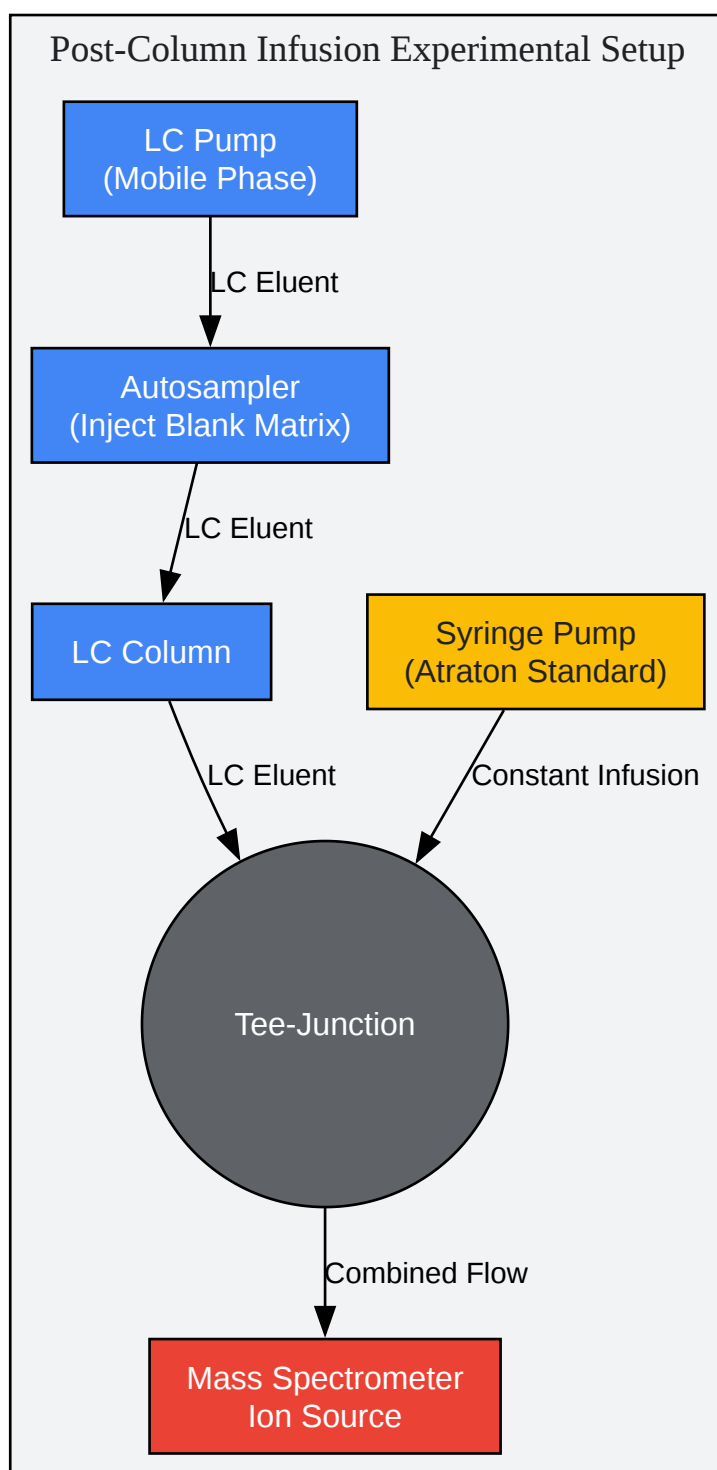 Post-Column Infusion Experimental Setup
LC Pump
(Mobile Phase)
LC Eluent
Autosampler
(Inject Blank Matrix)
LC Eluent
LC Column
Syringe Pump
(Atraton Standard)
LC Eluent
Constant Infusion
Tee-Junction
Combined Flow
Mass Spectrometer
Ion Source